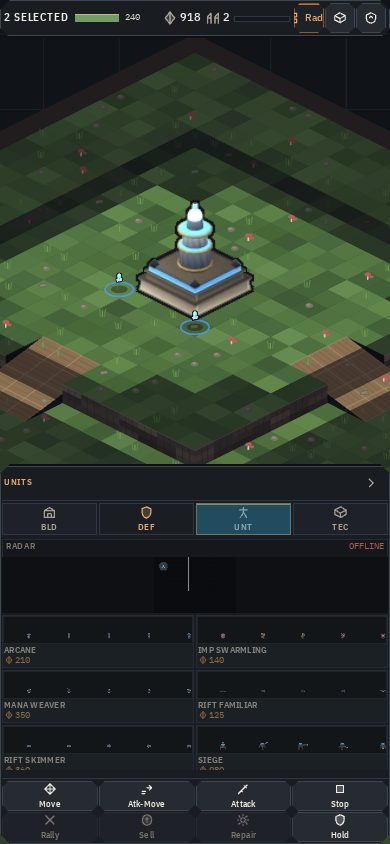 2 SELECTED 240 918 2 Rad
UNITS
BLD DEF UNT TEC
RADAR OFFLINE
ARCANE IMP SWARMLING
210 140
MANA WEAVER RIFT FAMILIAR
350 125
RIFT SKIMMER SIEGE
Move Atk-Move Attack Stop
Rally Sell Repair Hold